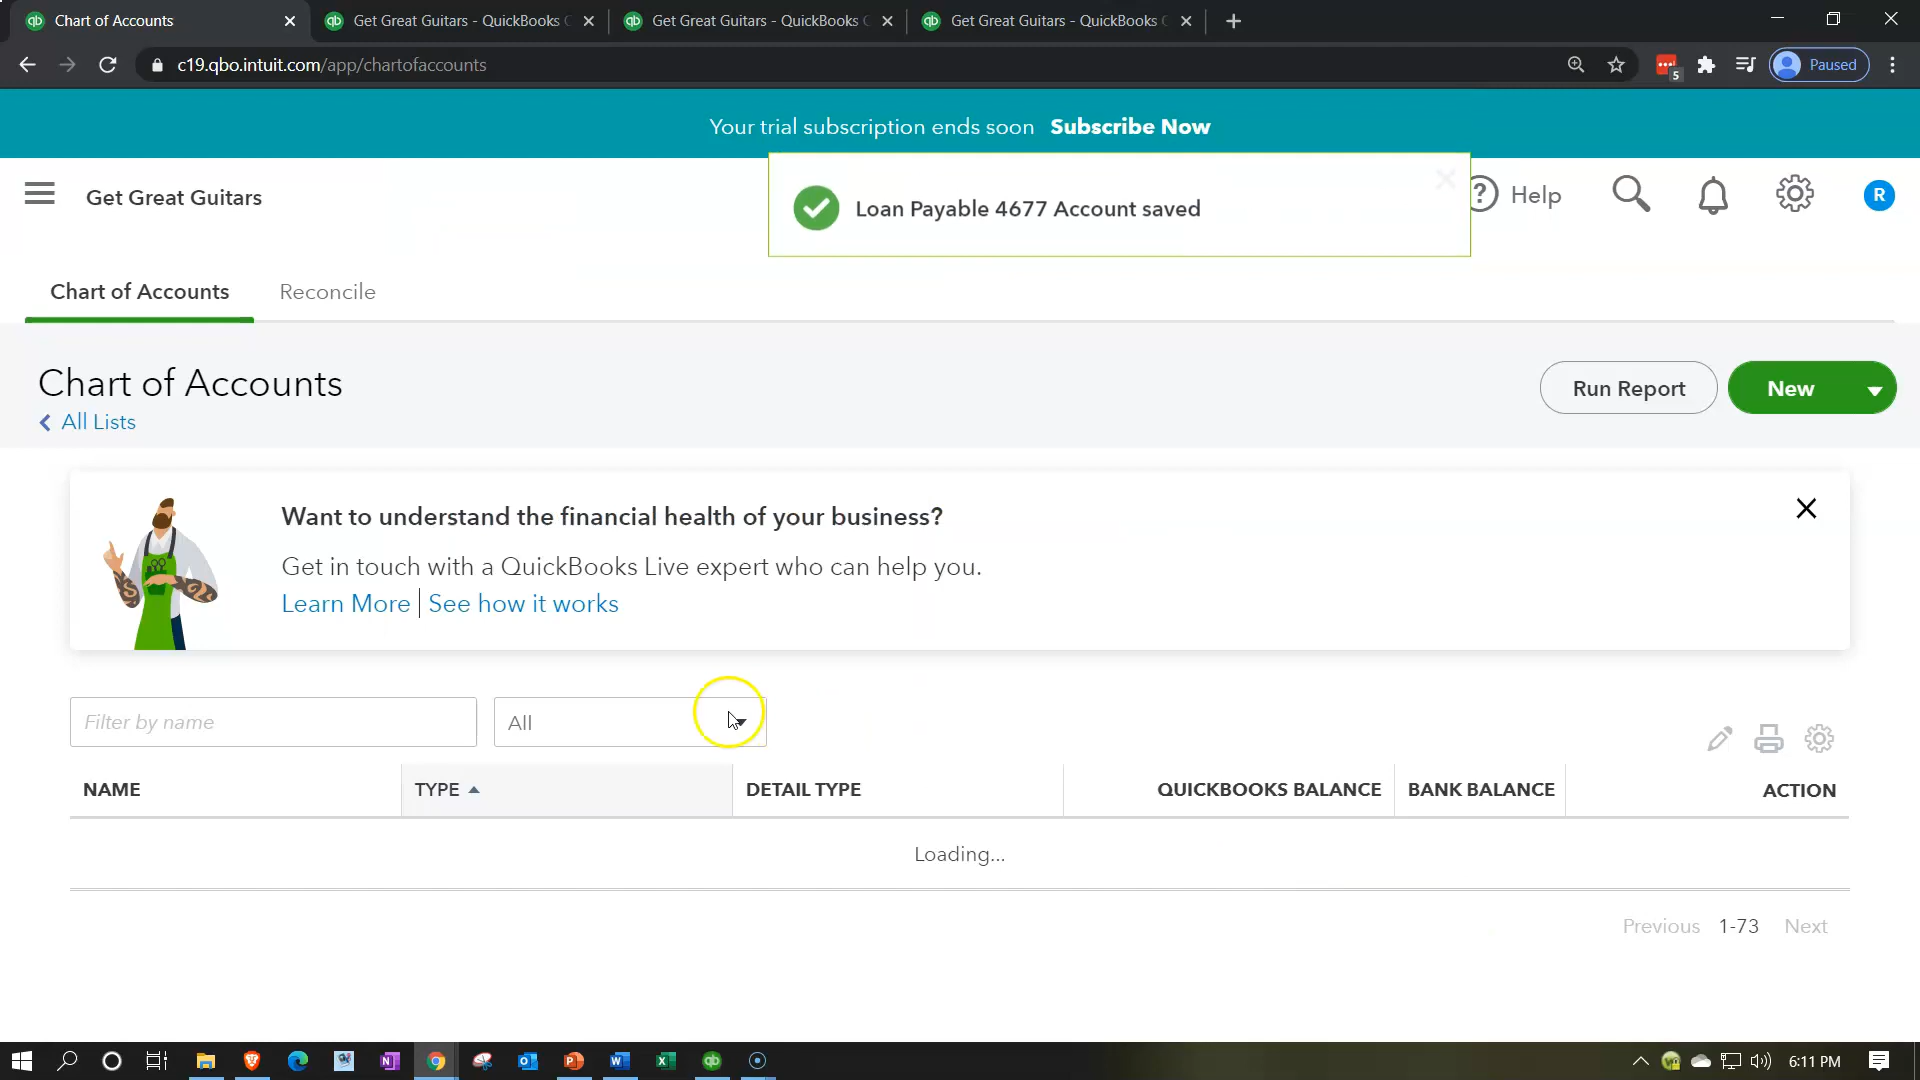 Chart of Accounts
Get Great Guitars - QuickBooks C
Get Great Guitars - QuickBooks C
Get Great Guitars - QuickBooks C
c19.qbo.intuit.com/app/chartofaccounts
5
Paused
Your trial subscription ends soon Subscribe Now
Get Great Guitars
Loan Payable 4677 Account saved
Help
R
Chart of Accounts
Reconcile
Chart of Accounts
All Lists
Run Report
New
Want to understand the financial health of your business?
Get in touch with a QuickBooks Live expert who can help you.
Learn More | See how it works
Filter by name
All
NAME
TYPE
DETAIL TYPE
QUICKBOOKS BALANCE
BANK BALANCE
ACTION
Loading...
Previous 1-73 Next
6:11 PM